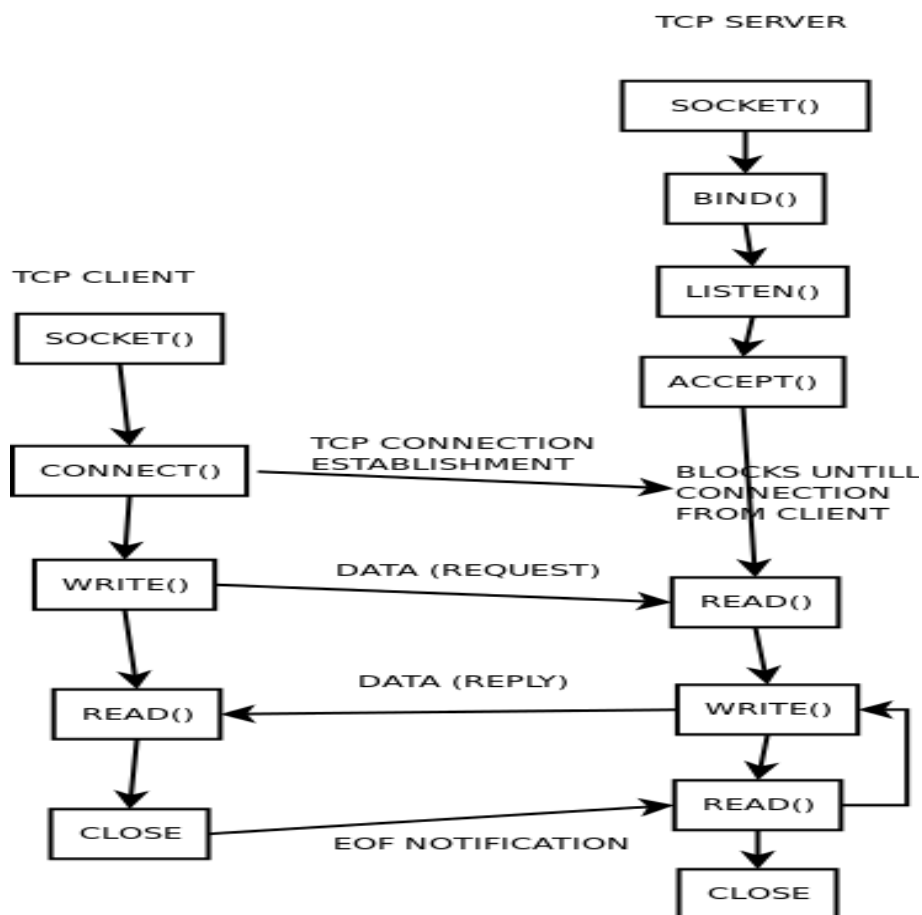 TCP SERVER
SOCKET()
BIND()
LISTEN()
ACCEPT()
TCP CLIENT
SOCKET()
CONNECT()
TCP CONNECTION
ESTABLISHMENT
BLOCKS UNTILL
CONNECTION
FROM CLIENT
WRITE()
DATA (REQUEST)
READ()
READ()
DATA (REPLY)
WRITE()
CLOSE
EOF NOTIFICATION
READ()
CLOSE